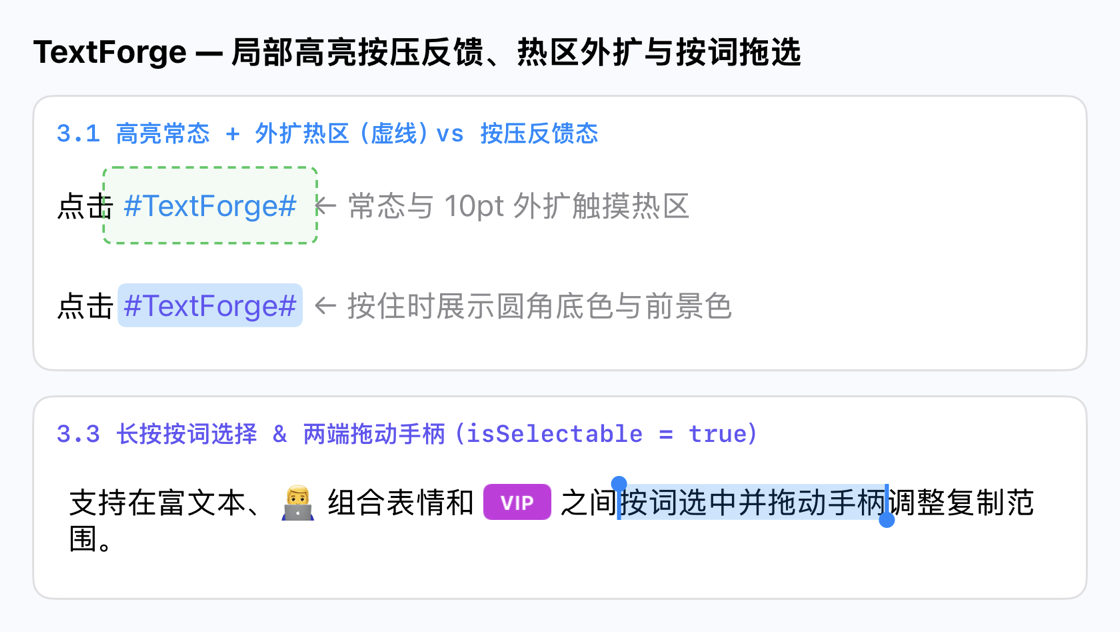 TextForge — 局部高亮按压反馈、热区外扩与按词拖选
3.1 高亮常态 + 外扩热区（虚线）vs 按压反馈态
点击 #TextForge# ← 常态与 10pt 外扩触摸热区
点击 #TextForge# ← 按住时展示圆角底色与前景色
3.3 长按按词选择 & 两端拖动手柄（isSelectable = true）
支持在富文本、👨‍💻 组合表情和 VIP 之间按词选中并拖动手柄调整复制范
围。